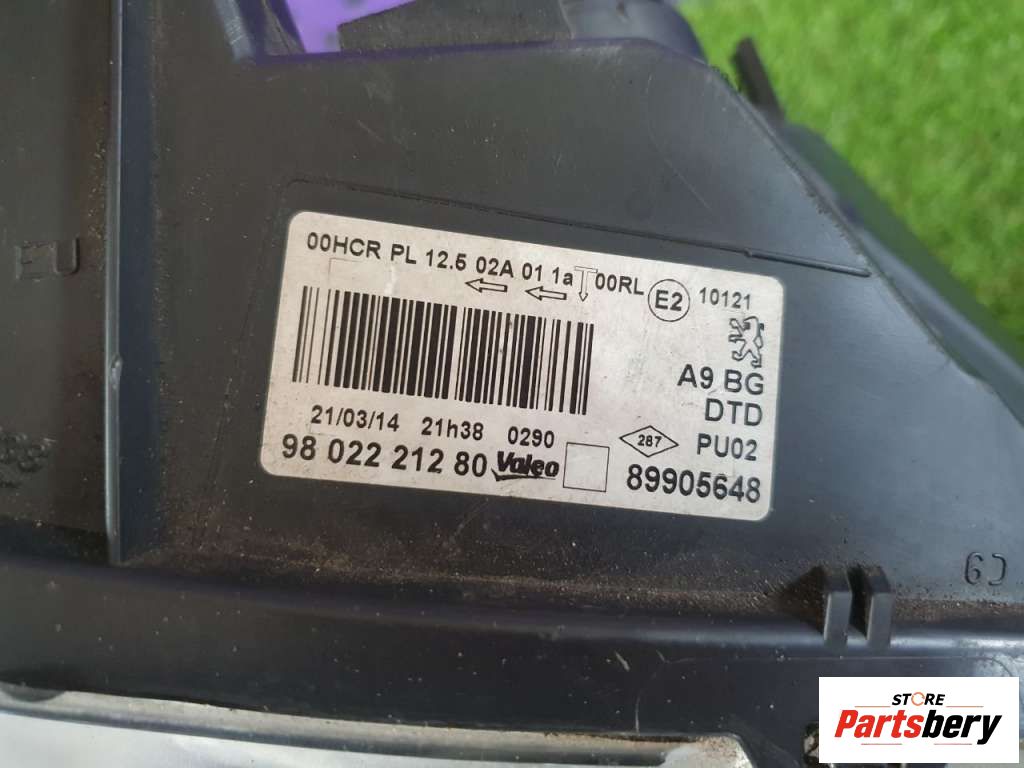 00HCR PL 12.5 02A 01 1a 00RL E2 10121
A9 BG
DTD
21/03/14 21h38 0290 287 PU02
98 022 212 80 Valeo 89905648
EU
STORE
Partsbery